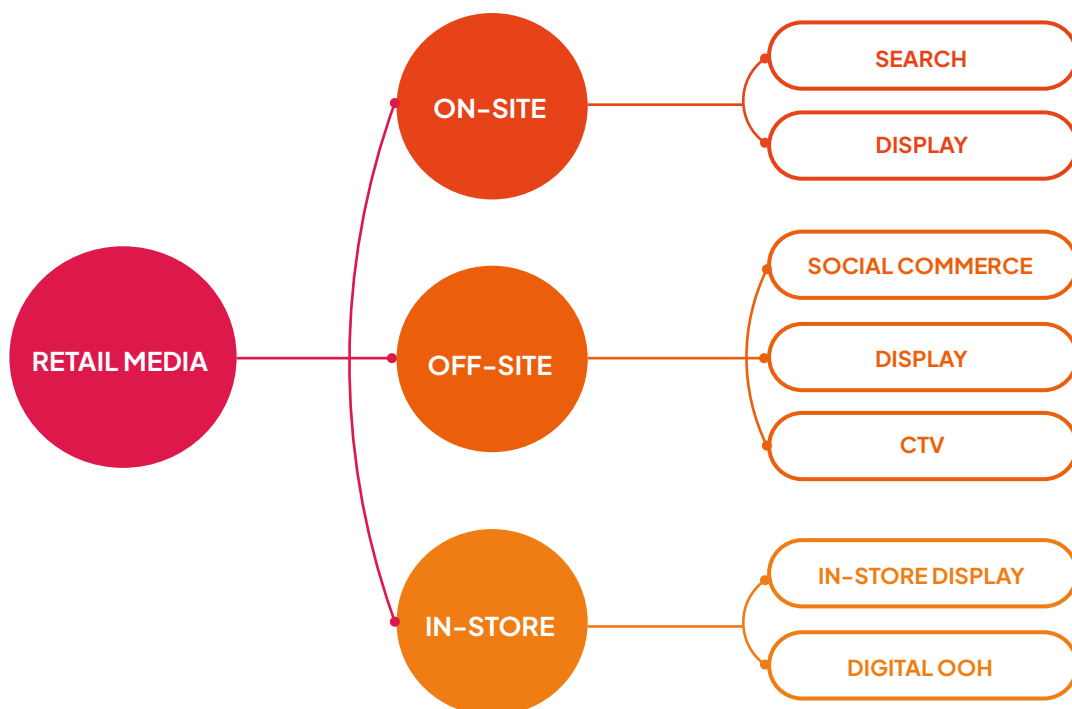 RETAIL MEDIA
ON-SITE
SEARCH
DISPLAY
OFF-SITE
SOCIAL COMMERCE
DISPLAY
CTV
IN-STORE
IN-STORE DISPLAY
DIGITAL OOH